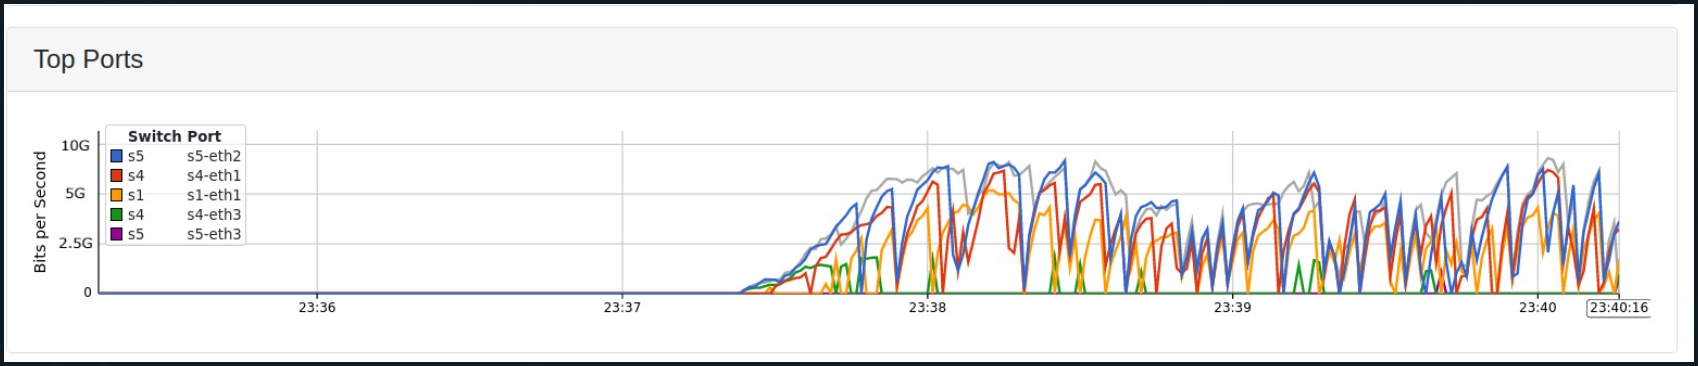 Top Ports
Bits per Second
10G
5G
2.5G
0
Switch Port
s5 s5-eth2
s4 s4-eth1
s1 s1-eth1
s4 s4-eth3
s5 s5-eth3
23:36 23:37 23:38 23:39 23:40 23:40:16